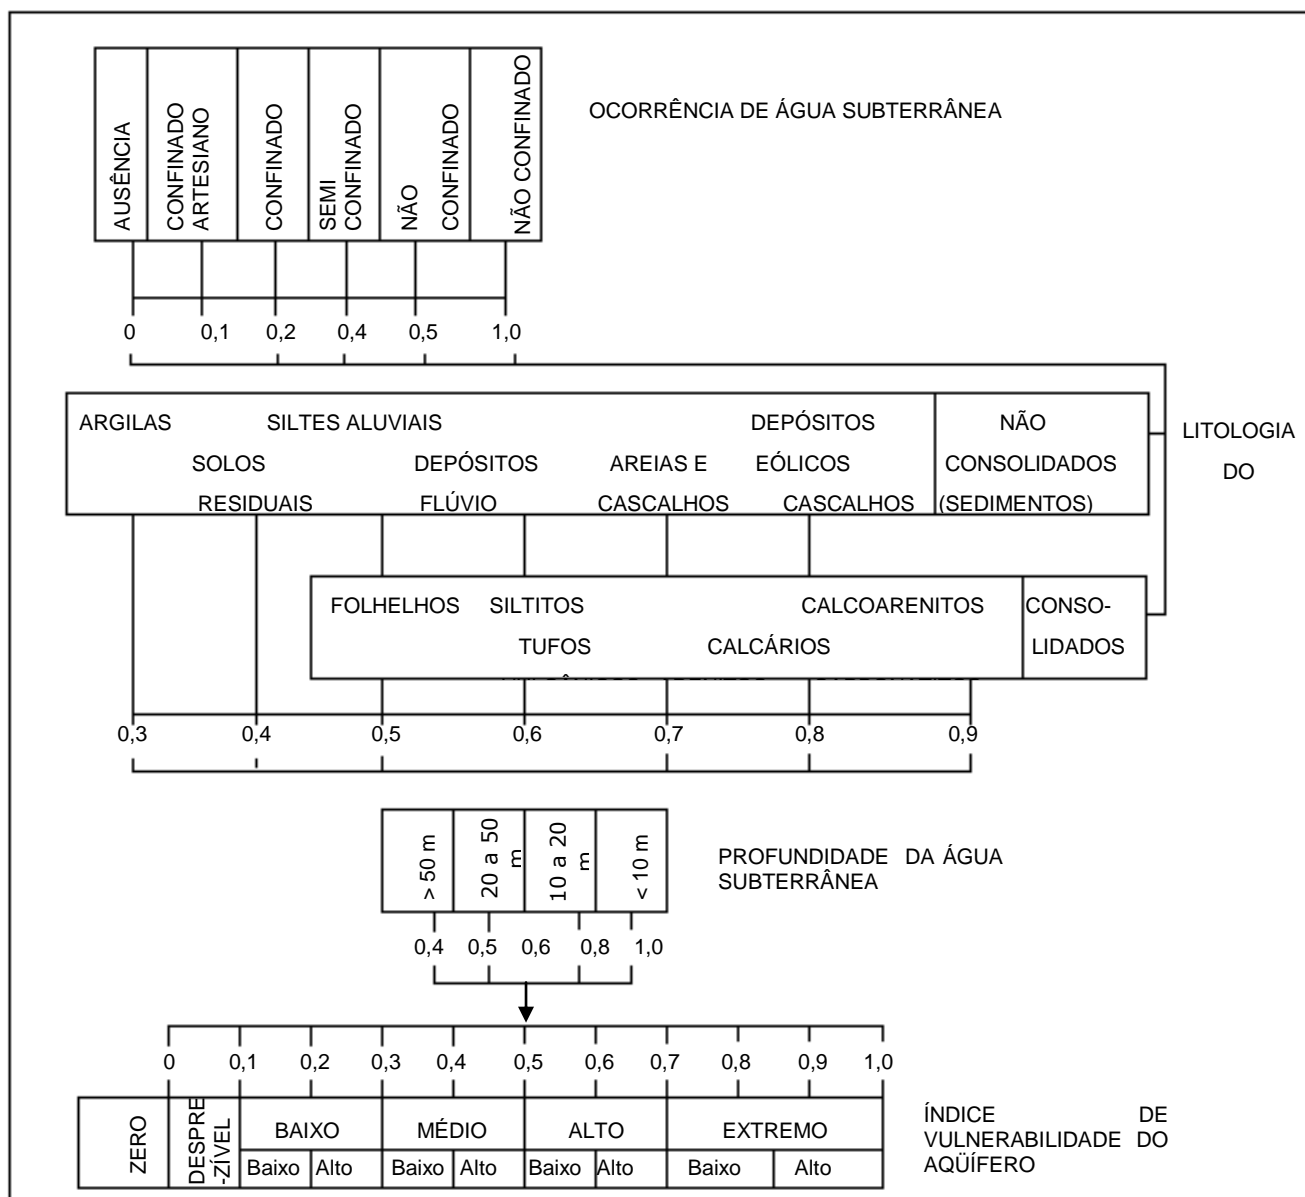 AUSÊNCIA
CONFINADO
ARTESIANO
CONFINADO
SEMI
CONFINADO
NÃO
CONFINADO
NÃO CONFINADO
OCORRÊNCIA DE ÁGUA SUBTERRÂNEA
0 0,1 0,2 0,4 0,5 1,0
ARGILAS SILTES ALUVIAIS DEPÓSITOS NÃO
SOLOS DEPÓSITOS AREIAS E EÓLICOS CONSOLIDADOS
RESIDUAIS FLÚVIO CASCALHOS CASCALHOS (SEDIMENTOS)
LITOLOGIA
DO
FOLHELHOS SILTITOS CALCOARENITOS CONSO-
TUFOS CALCÁRIOS LIDADOS
0,3 0,4 0,5 0,6 0,7 0,8 0,9
> 50 m
20 a 50
m
10 a 20
m
< 10 m
PROFUNDIDADE DA ÁGUA
SUBTERRÂNEA
0,4 0,5 0,6 0,8 1,0
0 0,1 0,2 0,3 0,4 0,5 0,6 0,7 0,8 0,9 1,0
ZERO
DESPRE
-ZÍVEL
BAIXO MÉDIO ALTO EXTREMO
Baixo Alto Baixo Alto Baixo Alto Baixo Alto
ÍNDICE DE
VULNERABILIDADE DO
AQÜÍFERO